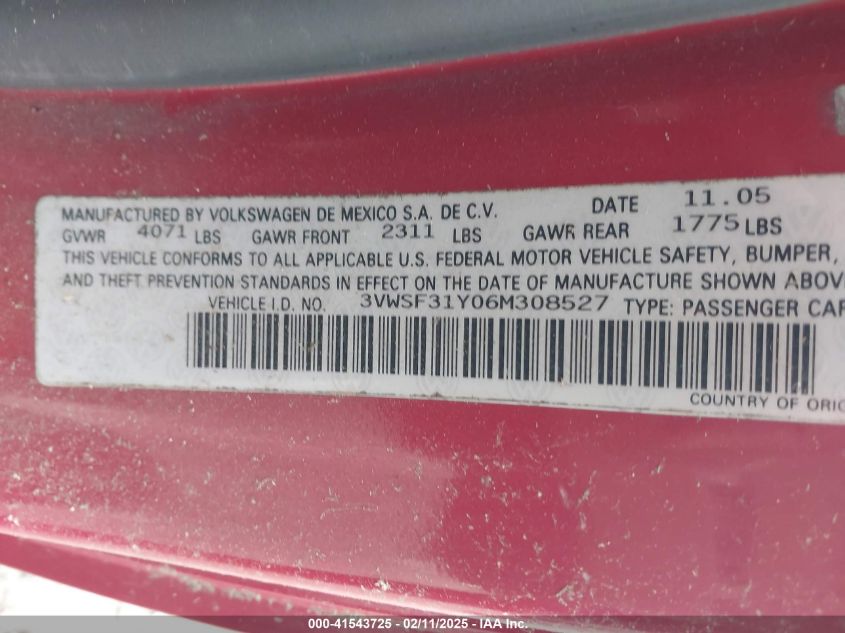 MANUFACTURED BY VOLKSWAGEN DE MEXICO S.A. DE C.V. DATE 11.05
GVWR 4071 LBS GAWR FRONT 2311 LBS GAWR REAR 1775 LBS
THIS VEHICLE CONFORMS TO ALL APPLICABLE U.S. FEDERAL MOTOR VEHICLE SAFETY, BUMPER,
AND THEFT PREVENTION STANDARDS IN EFFECT ON THE DATE OF MANUFACTURE SHOWN ABOVE
VEHICLE I.D. NO. 3VWSF31Y06M308527 TYPE: PASSENGER CAR
COUNTRY OF ORIG
000-41543725 - 02/11/2025 - IAA Inc.